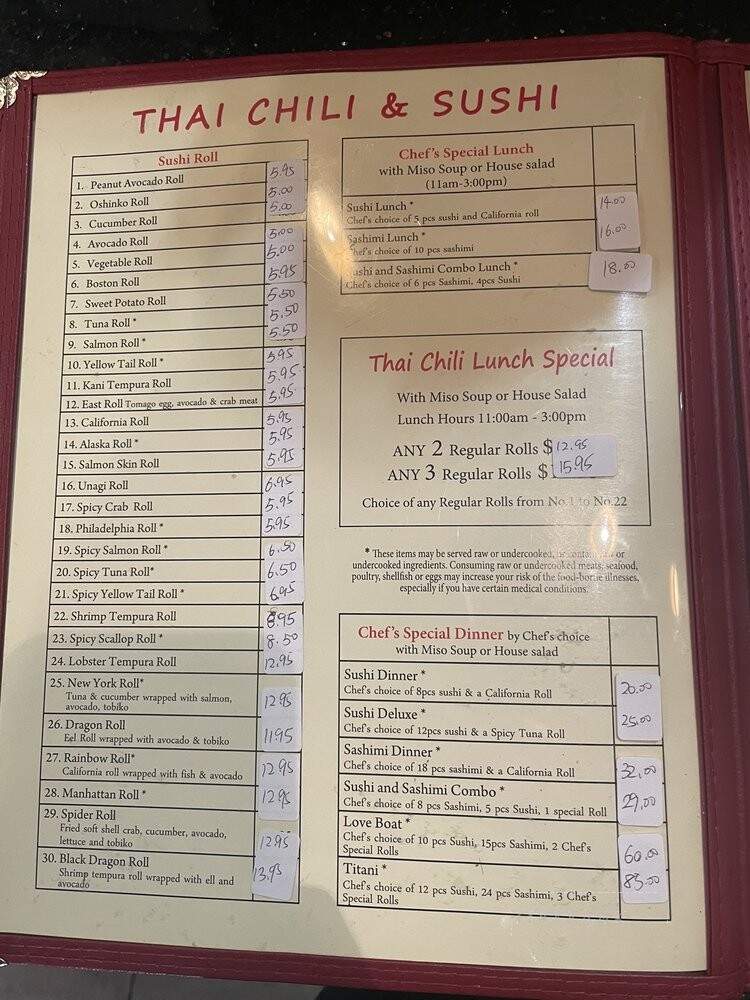 THAI CHILI & SUSHI
Sushi Roll
1. Peanut Avocado Roll 5.95
2. Oshinko Roll 5.00
3. Cucumber Roll 5.00
4. Avocado Roll 5.00
5. Vegetable Roll 5.00
6. Boston Roll 5.95
7. Sweet Potato Roll 5.50
8. Tuna Roll * 5.50
9. Salmon Roll * 5.50
10. Yellow Tail Roll * 5.95
11. Kani Tempura Roll 5.95
12. East Roll Tomago egg, avocado & crab meat 5.95
13. California Roll 5.95
14. Alaska Roll * 5.95
15. Salmon Skin Roll 5.95
16. Unagi Roll 6.95
17. Spicy Crab Roll 5.95
18. Philadelphia Roll * 5.95
19. Spicy Salmon Roll * 6.50
20. Spicy Tuna Roll* 6.50
21. Spicy Yellow Tail Roll * 6.95
22. Shrimp Tempura Roll 8.95
23. Spicy Scallop Roll * 8.50
24. Lobster Tempura Roll 12.95
25. New York Roll*
Tuna & cucumber wrapped with salmon, 12.95
avocado, tobiko
26. Dragon Roll
Eel Roll wrapped with avocado & tobiko 11.95
27. Rainbow Roll*
California roll wrapped with fish & avocado 12.95
28. Manhattan Roll * 12.95
29. Spider Roll
Fried soft shell crab, cucumber, avocado,
lettuce and tobiko 12.95
30. Black Dragon Roll
Shrimp tempura roll wrapped with ell and 13.95
avocado
Chef's Special Lunch
with Miso Soup or House salad
(11am-3:00pm)
Sushi Lunch * 14.00
Chef's choice of 5 pcs sushi and California roll
Sashimi Lunch * 16.00
Chef's choice of 10 pcs sashimi
Sushi and Sashimi Combo Lunch * 18.00
Chef's choice of 6 pcs Sashimi, 4pcs Sushi
Thai Chili Lunch Special
With Miso Soup or House Salad
Lunch Hours 11:00am - 3:00pm
ANY 2 Regular Rolls $12.95
ANY 3 Regular Rolls $15.95
Choice of any Regular Rolls from No.1 to No.22
* These items may be served raw or undercooked, or contain raw or
undercooked ingredients. Consuming raw or undercooked meats, seafood,
poultry, shellfish or eggs may increase your risk of the food-borne illnesses,
especially if you have certain medical conditions.
Chef's Special Dinner by Chef's choice
with Miso Soup or House salad
Sushi Dinner *
Chef's choice of 8pcs sushi & a California Roll 20.00
Sushi Deluxe *
Chef's choice of 12pcs sushi & a Spicy Tuna Roll 25.00
Sashimi Dinner *
Chef's choice of 18 pcs sashimi & a California Roll 32.00
Sushi and Sashimi Combo *
Chef's choice of 8 pcs Sashimi, 5 pcs Sushi, 1 special Roll 29.00
Love Boat *
Chef's choice of 10 pcs Sushi, 15pcs Sashimi, 2 Chef's 60.00
Special Rolls
Titani *
Chef's choice of 12 pcs Sushi, 24 pcs Sashimi, 3 Chef's 85.00
Special Rolls